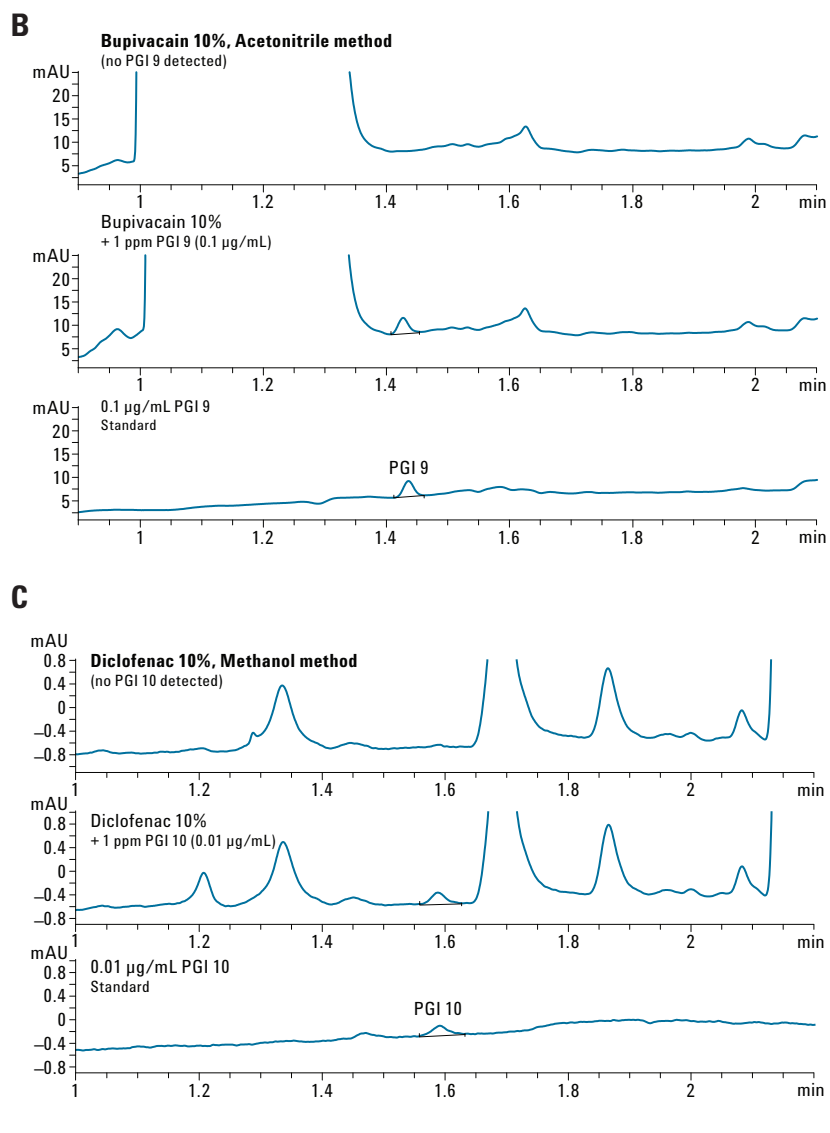 B
Bupivacain 10%, Acetonitrile method
(no PGI 9 detected)
mAU
20
15
10
5
1 1.2 1.4 1.6 1.8 2 min
Bupivacain 10%
+ 1 ppm PGI 9 (0.1 µg/mL)
mAU
20
15
10
5
1 1.2 1.4 1.6 1.8 2 min
0.1 µg/mL PGI 9
Standard
mAU
20
15
10
5
PGI 9
1 1.2 1.4 1.6 1.8 2 min
C
mAU
Diclofenac 10%, Methanol method
(no PGI 10 detected)
0.8
0.4
0
–0.4
–0.8
1 1.2 1.4 1.6 1.8 2 min
mAU
Diclofenac 10%
+ 1 ppm PGI 10 (0.01 µg/mL)
0.8
0.4
0
–0.4
–0.8
1 1.2 1.4 1.6 1.8 2 min
mAU
0.01 µg/mL PGI 10
Standard
0.8
0.4
0
–0.4
–0.8
PGI 10
1 1.2 1.4 1.6 1.8 2 min